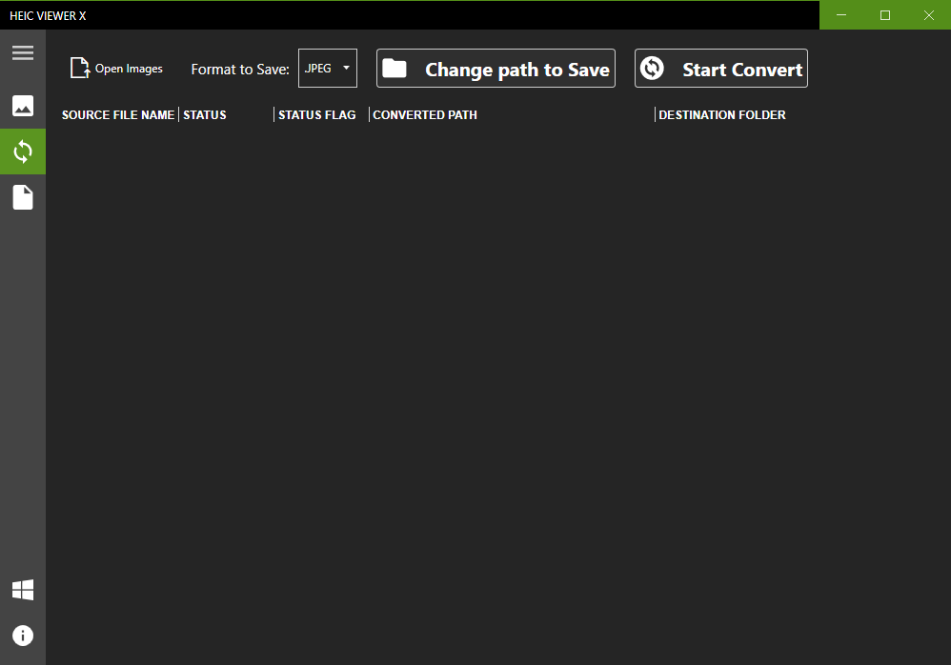 HEIC VIEWER X
Open Images Format to Save: JPEG Change path to Save Start Convert
SOURCE FILE NAME STATUS STATUS FLAG CONVERTED PATH DESTINATION FOLDER